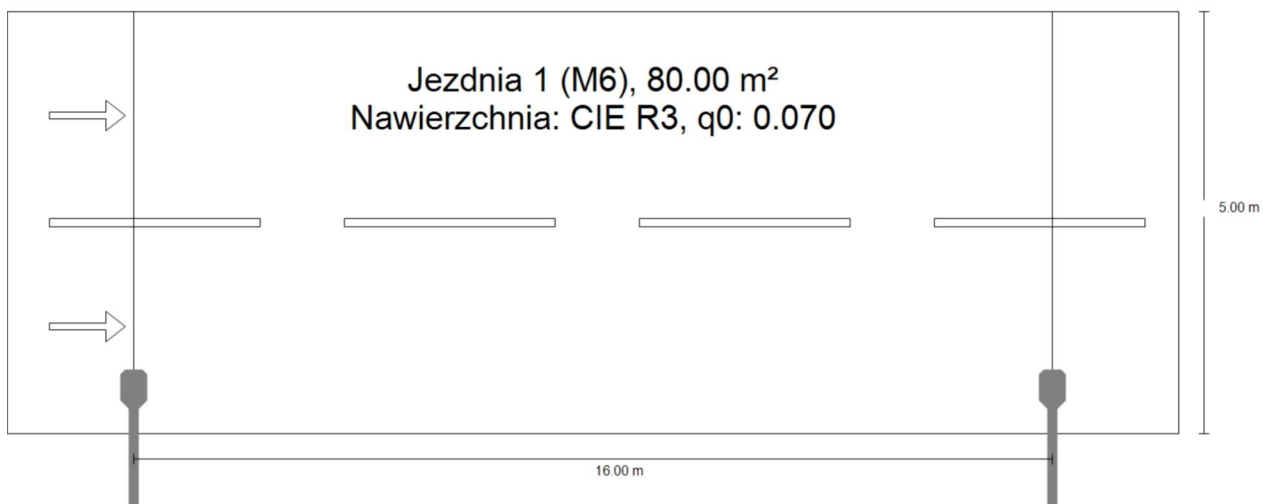 Jezdnia 1 (M6), 80.00 m²
Nawierzchnia: CIE R3, q0: 0.070
5.00 m
16.00 m